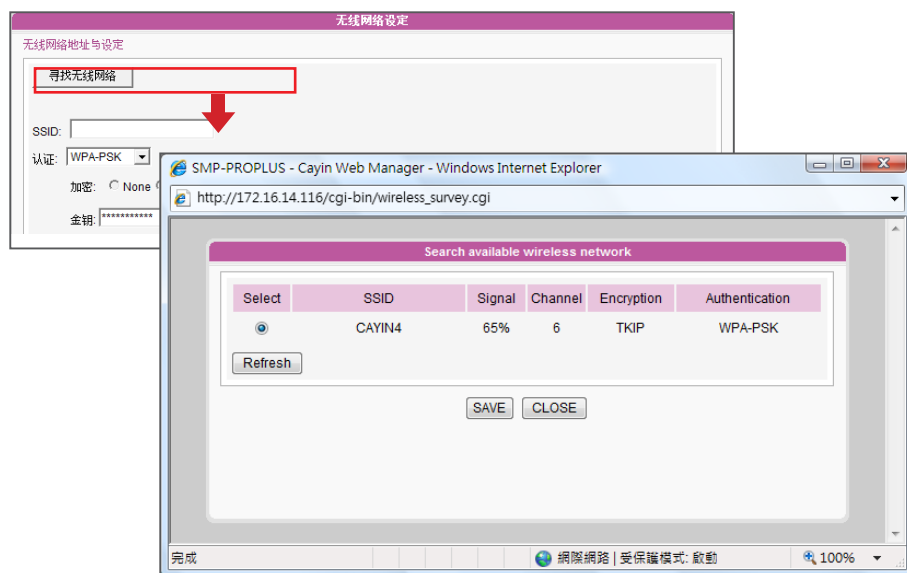 无线网络设定
无线网络地址与设定
寻找无线网络
SSID:
认证: WPA-PSK
加密: None
金钥: ***********
SMP-PROPLUS - Cayin Web Manager - Windows Internet Explorer
http://172.16.14.116/cgi-bin/wireless_survey.cgi
Search available wireless network
Select SSID Signal Channel Encryption Authentication
CAYIN4 65% 6 TKIP WPA-PSK
Refresh
SAVE CLOSE
完成 網際網路 | 受保護模式: 啟動 100%